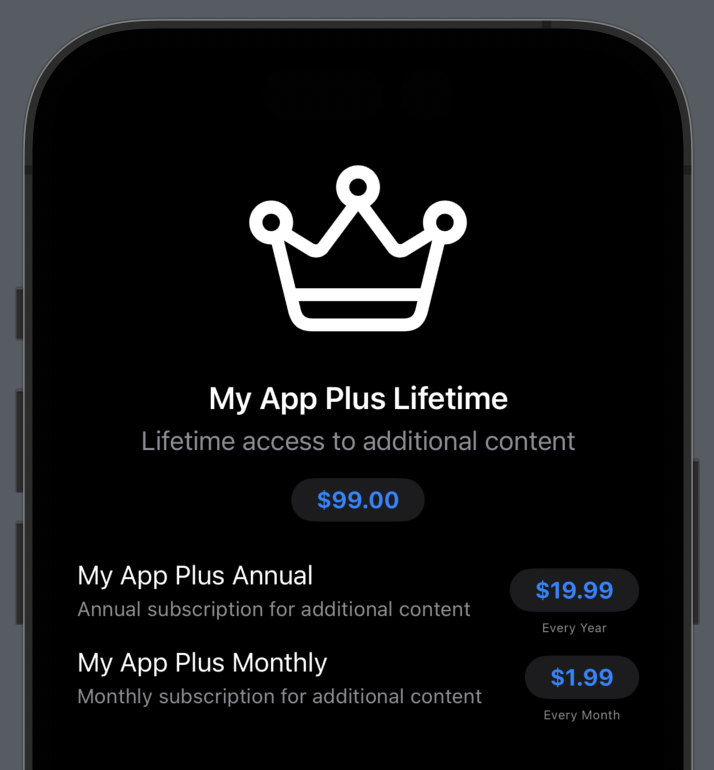 My App Plus Lifetime
Lifetime access to additional content
$99.00
My App Plus Annual
Annual subscription for additional content
$19.99
Every Year
My App Plus Monthly
Monthly subscription for additional content
$1.99
Every Month